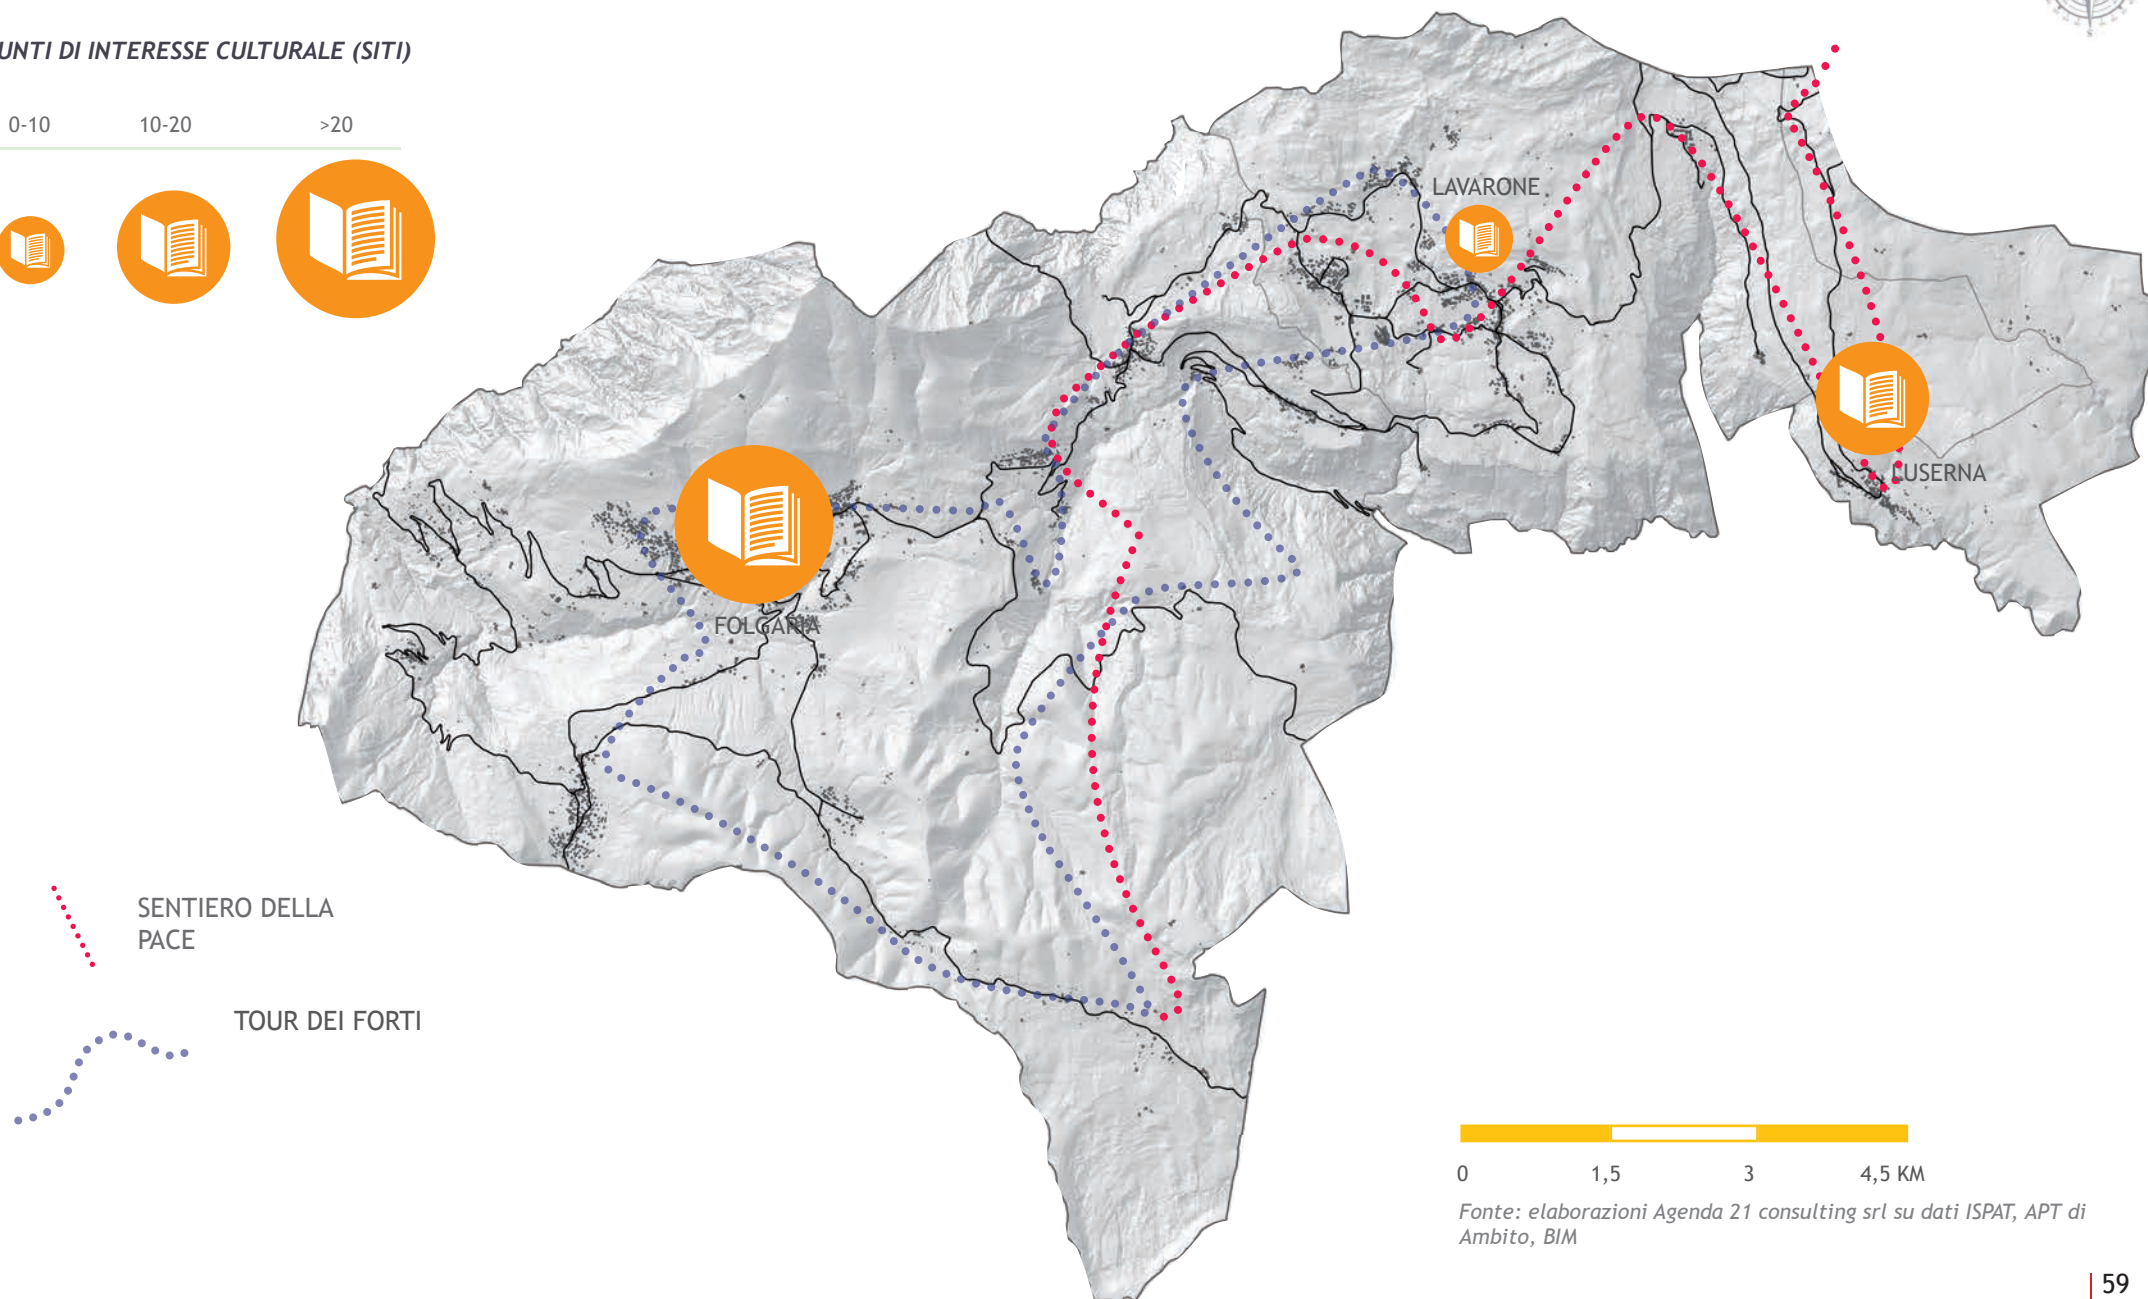 UNTI DI INTERESSE CULTURALE (SITI)
0-10 10-20 >20
LAVARONE
LUSERNA
FOLGARIA
SENTIERO DELLA
PACE
TOUR DEI FORTI
0 1,5 3 4,5 KM
Fonte: elaborazioni Agenda 21 consulting srl su dati ISPAT, APT di
Ambito, BIM
59